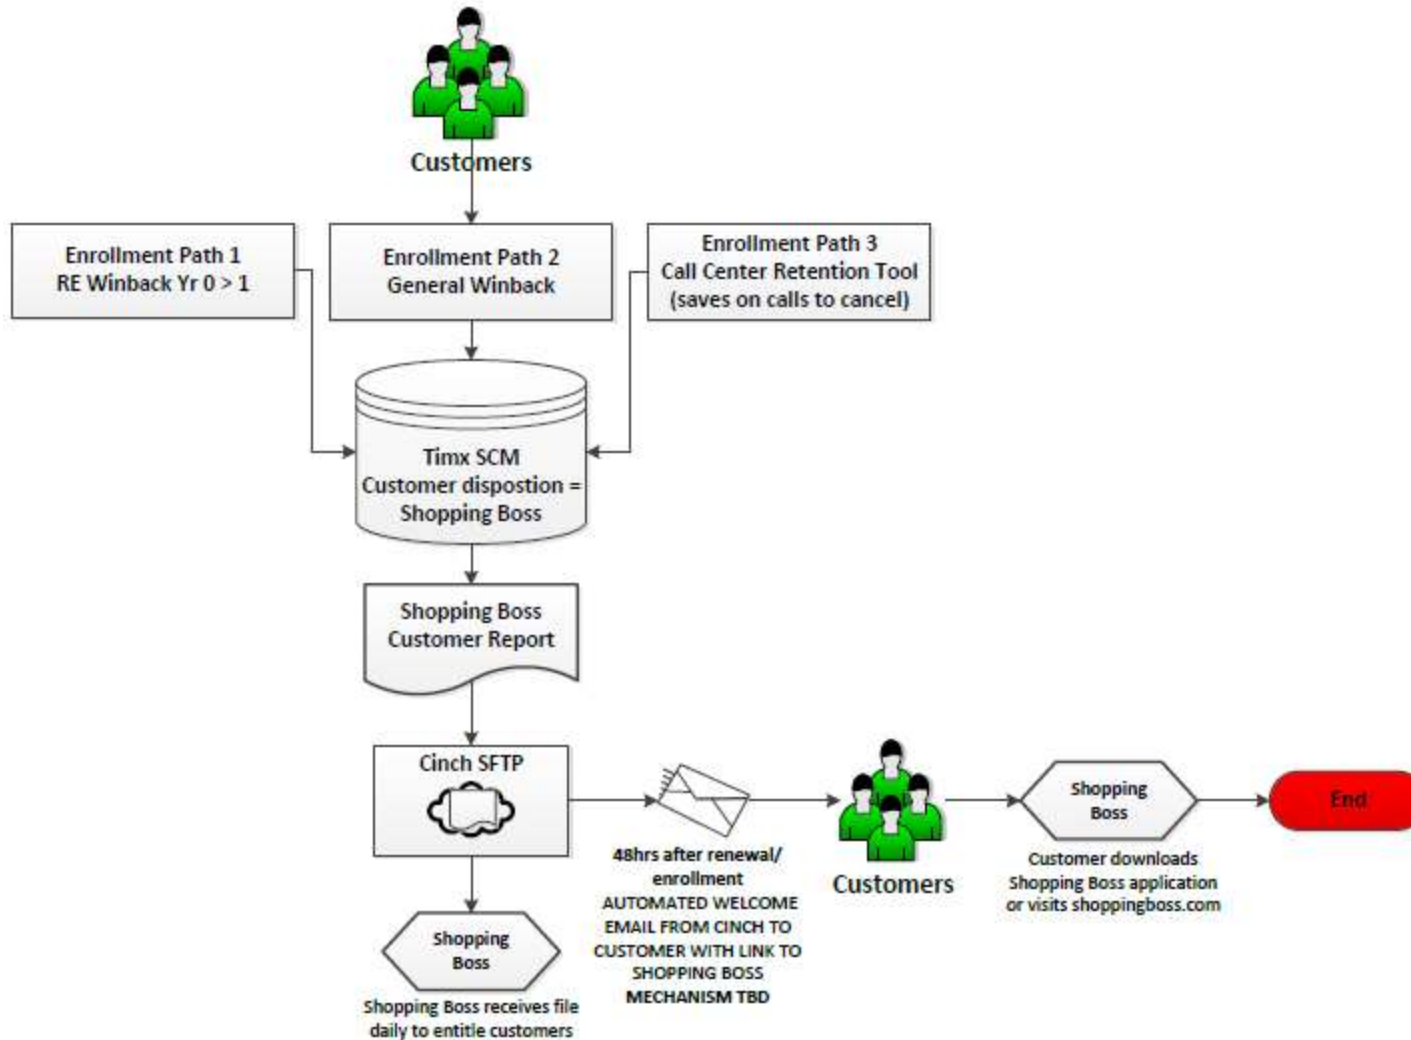 Customers
Enrollment Path 1
RE Winback Yr 0 > 1
Enrollment Path 2
General Winback
Enrollment Path 3
Call Center Retention Tool
(saves on calls to cancel)
Timx SCM
Customer dispostion =
Shopping Boss
Shopping Boss
Customer Report
Cinch SFTP
48hrs after renewal/
enrollment
AUTOMATED WELCOME
EMAIL FROM CINCH TO
CUSTOMER WITH LINK TO
SHOPPING BOSS
MECHANISM TBD
Customers
Shopping
Boss
Customer downloads
Shopping Boss application
or visits shoppingboss.com
End
Shopping
Boss
Shopping Boss receives file
daily to entitle customers